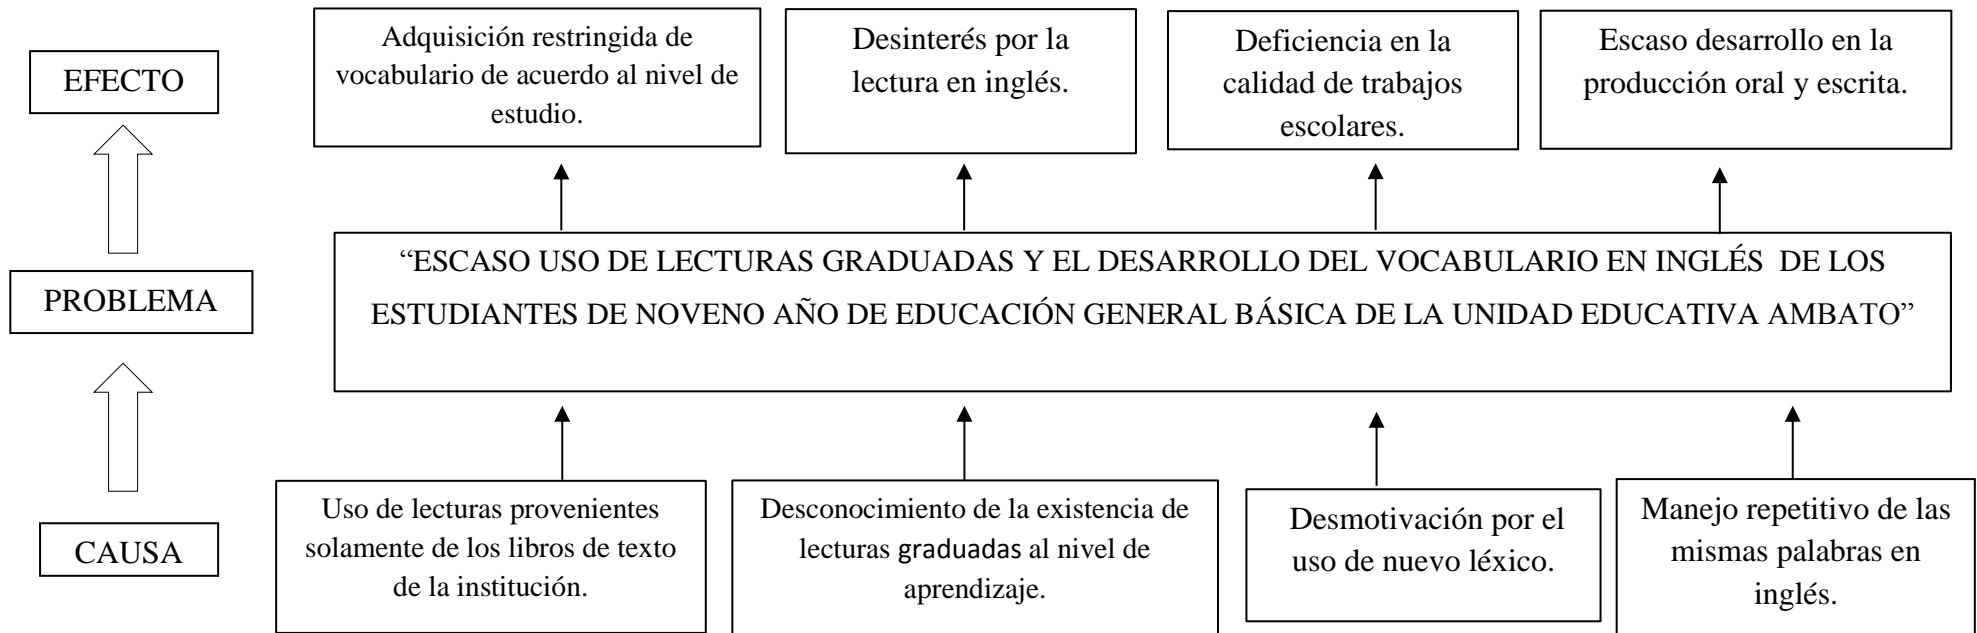 EFECTO
Adquisición restringida de
vocabulario de acuerdo al nivel de
estudio.
Desinterés por la
lectura en inglés.
Deficiencia en la
calidad de trabajos
escolares.
Escaso desarrollo en la
producción oral y escrita.
PROBLEMA
“ESCASO USO DE LECTURAS GRADUADAS Y EL DESARROLLO DEL VOCABULARIO EN INGLÉS DE LOS
ESTUDIANTES DE NOVENO AÑO DE EDUCACIÓN GENERAL BÁSICA DE LA UNIDAD EDUCATIVA AMBATO”
CAUSA
Uso de lecturas provenientes
solamente de los libros de texto
de la institución.
Desconocimiento de la existencia de
lecturas graduadas al nivel de
aprendizaje.
Desmotivación por el
uso de nuevo léxico.
Manejo repetitivo de las
mismas palabras en
inglés.